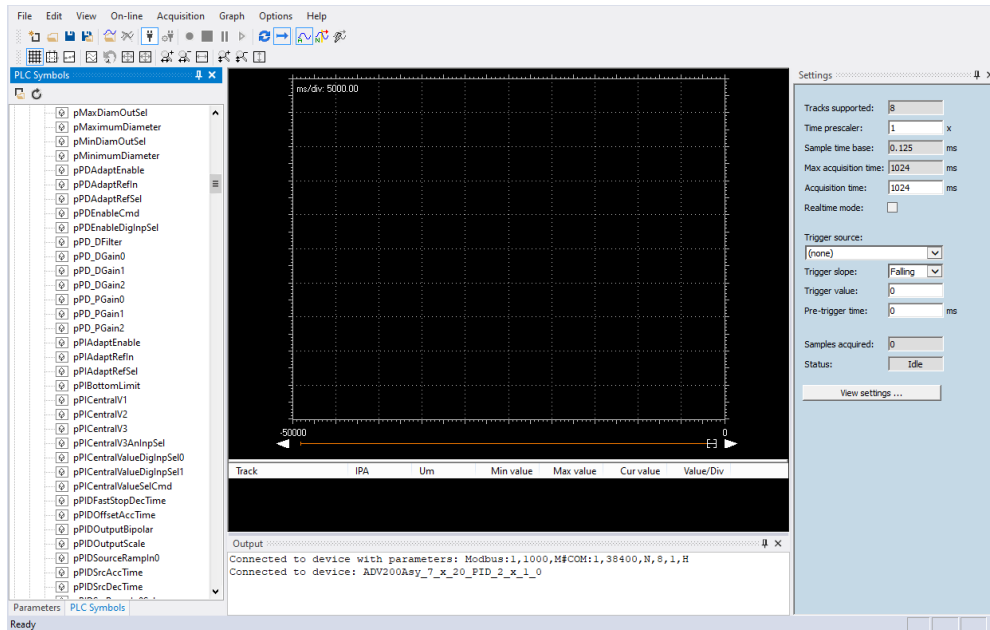 File Edit View On-line Acquisition Graph Options Help
PLC Symbols
pMaxDiamOutSel
pMaximumDiameter
pMinDiamOutSel
pMinimumDiameter
pPDAdaptEnable
pPDAdaptRefIn
pPDAdaptRefSel
pPDEnableCmd
pPDEnableDigInpSel
pPD_DFilter
pPD_DGain0
pPD_DGain1
pPD_DGain2
pPD_PGain0
pPD_PGain1
pPD_PGain2
pPIAdaptEnable
pPIAdaptRefIn
pPIAdaptRefSel
pPIBottomLimit
pPICentralV1
pPICentralV2
pPICentralV3
pPICentralV3AnInpSel
pPICentralValueDigInpSel0
pPICentralValueDigInpSel1
pPICentralValueSelCmd
pPIDFastStopDecTime
pPIDOffsetAccTime
pPIDOutputBipolar
pPIDOutputScale
pPIDSourceRampIn0
pPIDSrcAccTime
pPIDSrcDecTime
Parameters PLC Symbols
Ready
ms/div: 5000.00
-50000 0
Track IPA Um Min value Max value Cur value Value/Div
Output
Connected to device with parameters: Modbus:1,1000,M#COM:1,38400,N,8,1,H
Connected to device: ADV200Asy_7_x_20_PID_2_x_1_0
Settings
Tracks supported: 8
Time prescaler: 1 x
Sample time base: 0.125 ms
Max acquisition time: 1024 ms
Acquisition time: 1024 ms
Realtime mode:
Trigger source:
(none)
Trigger slope: Falling
Trigger value: 0
Pre-trigger time: 0 ms
Samples acquired: 0
Status: Idle
View settings ...